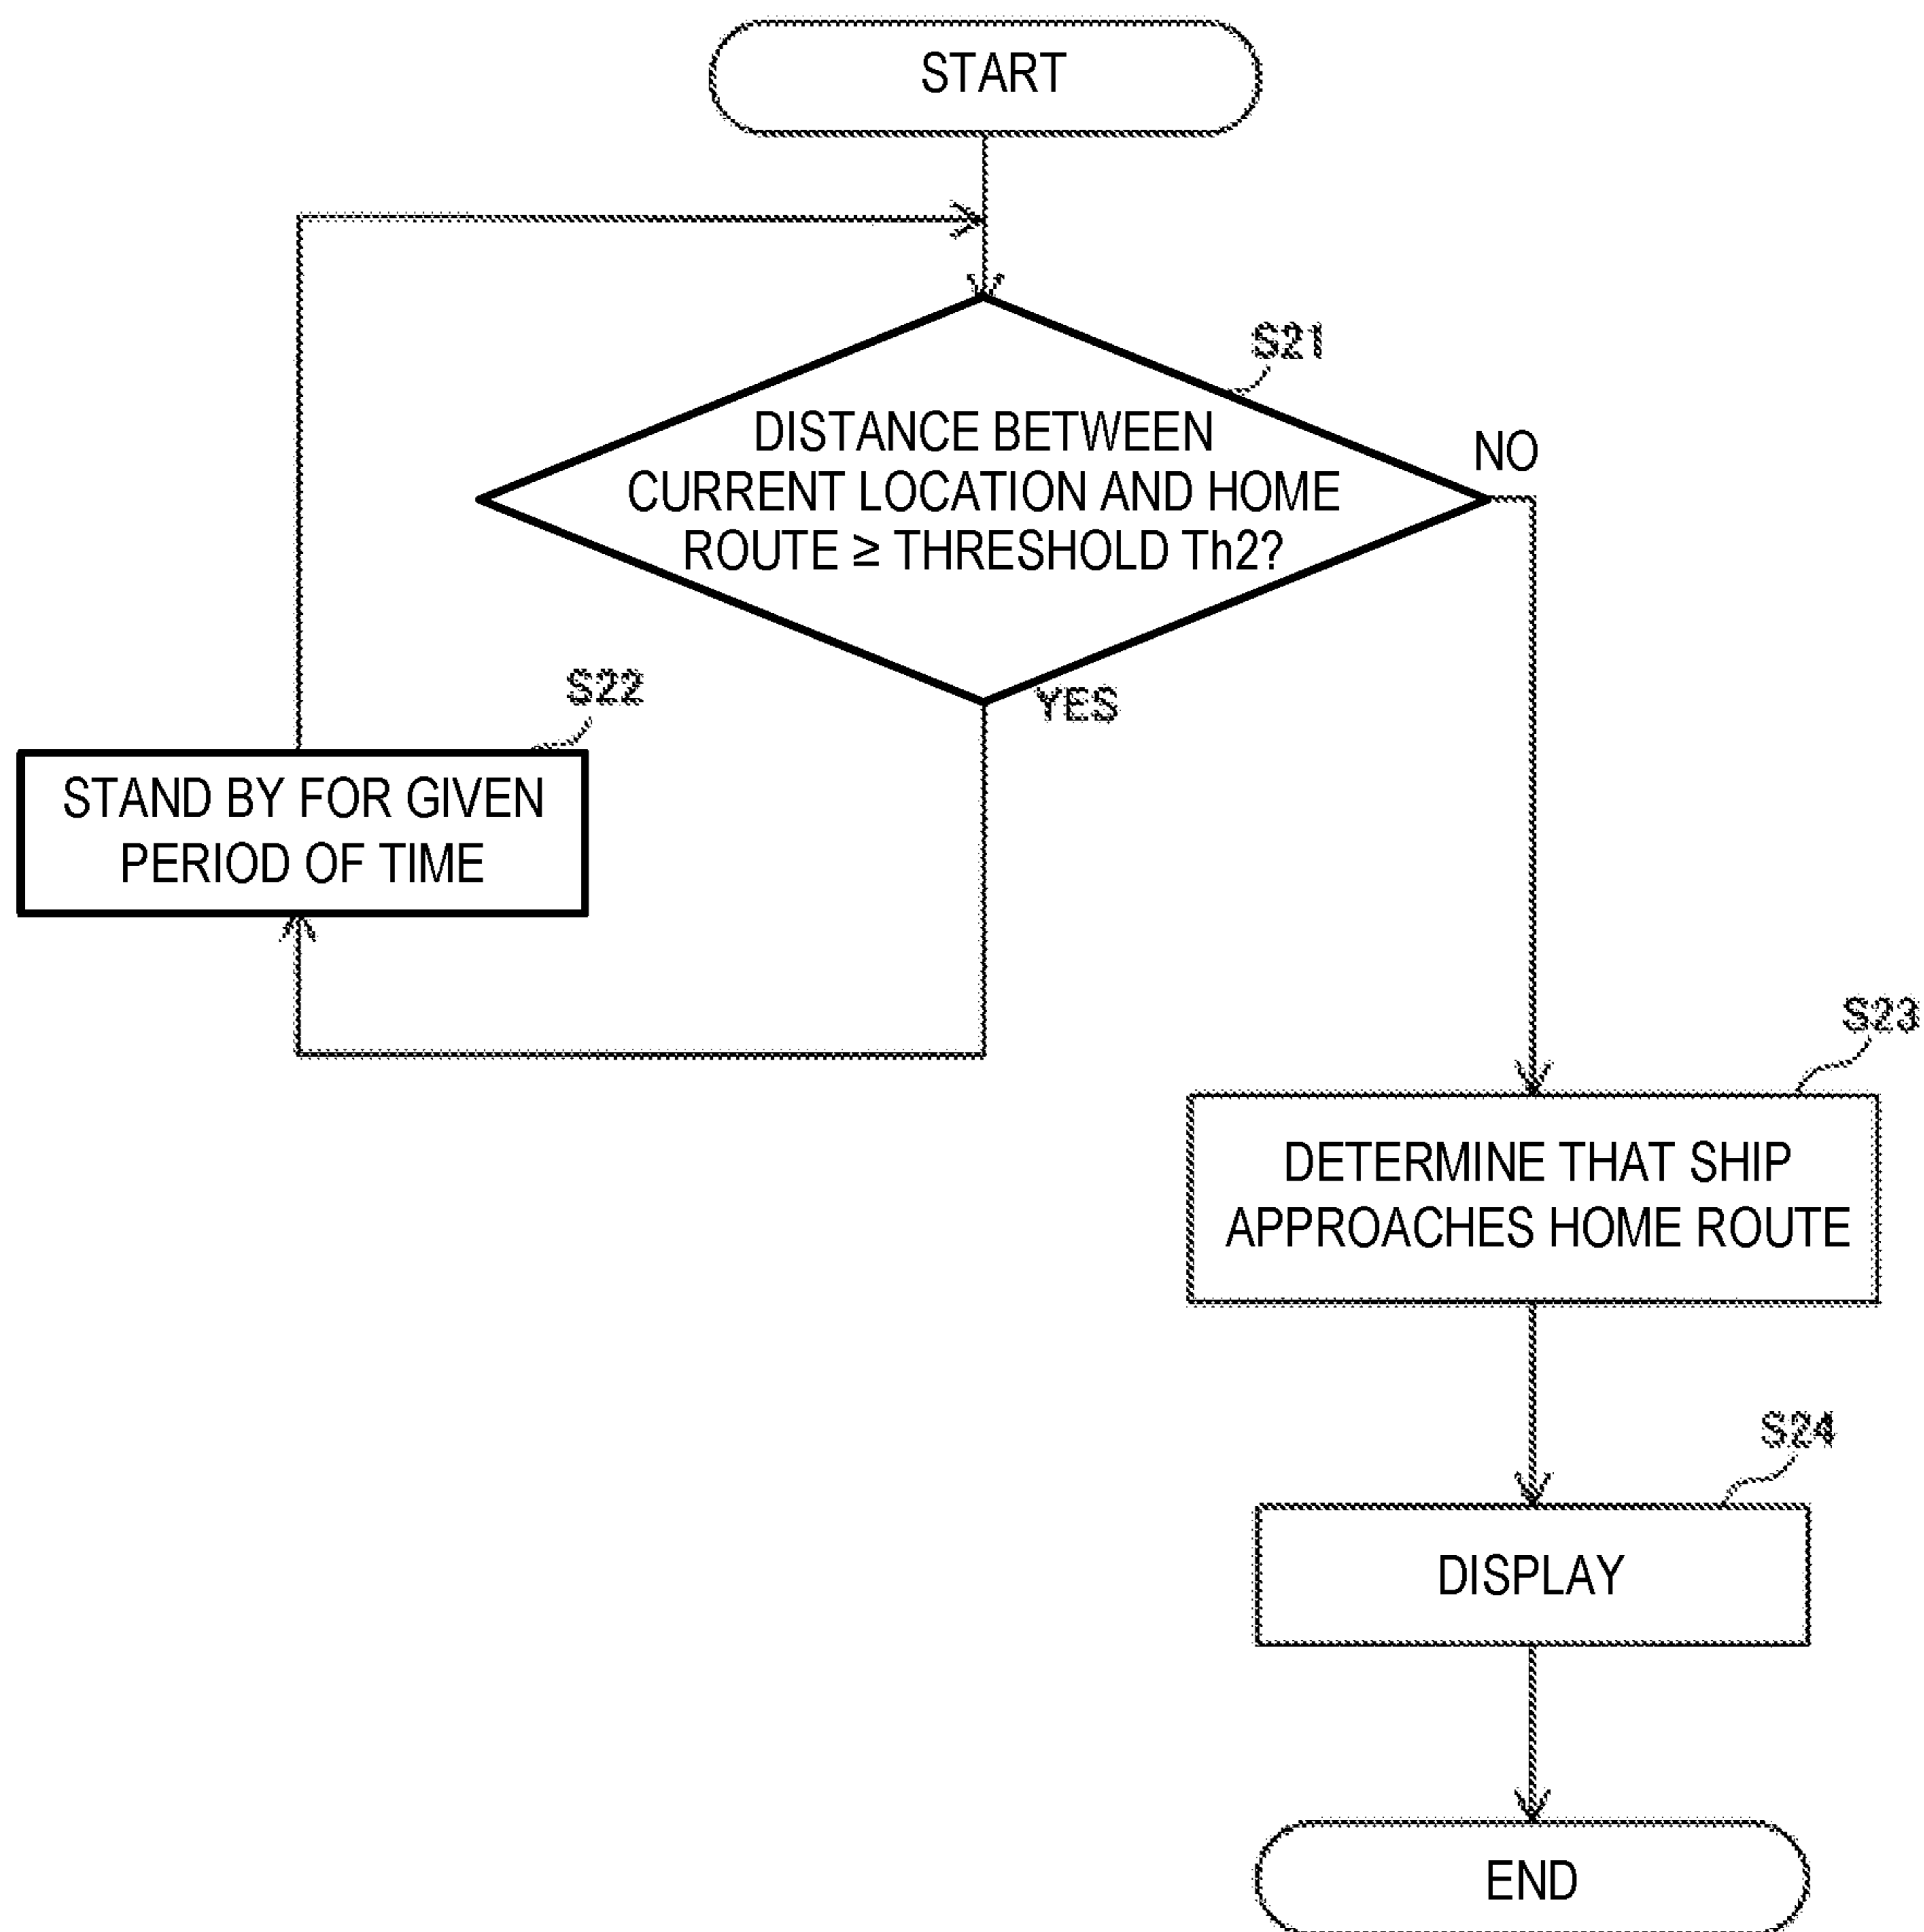 START
S21
DISTANCE BETWEEN
CURRENT LOCATION AND HOME
ROUTE ≥ THRESHOLD Th2?
NO
YES
S22
STAND BY FOR GIVEN
PERIOD OF TIME
S23
DETERMINE THAT SHIP
APPROACHES HOME ROUTE
S24
DISPLAY
END